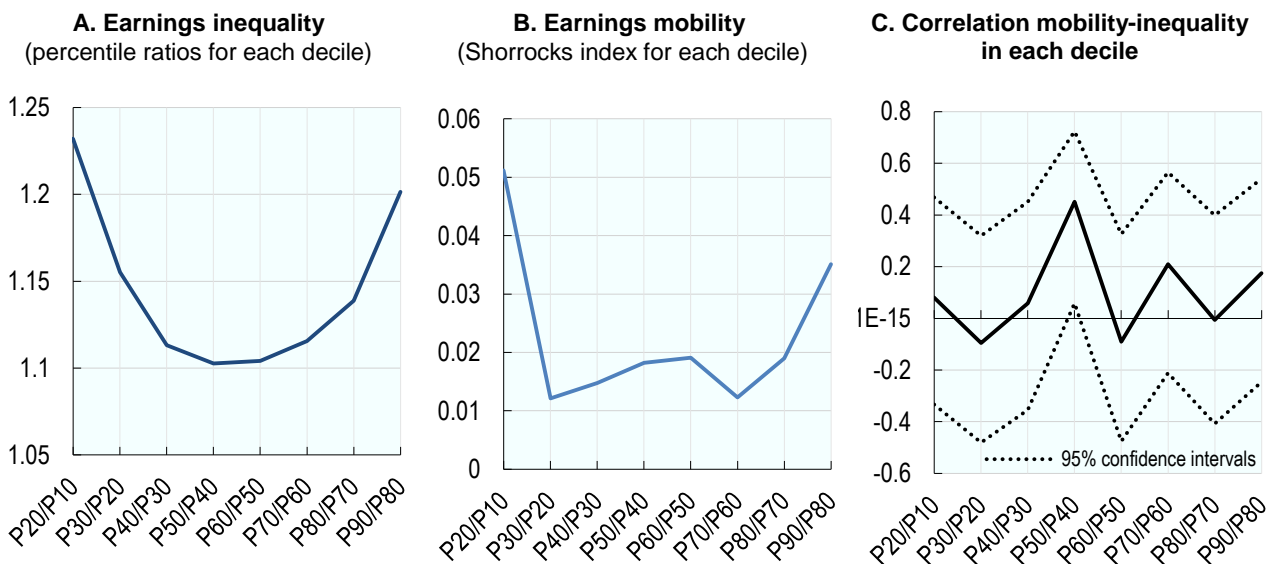 A. Earnings inequality
(percentile ratios for each decile)
1.25
1.2
1.15
1.1
1.05
P20/P10
P30/P20
P40/P30
P50/P40
P60/P50
P70/P60
P80/P70
P90/P80
B. Earnings mobility
(Shorrocks index for each decile)
0.06
0.05
0.04
0.03
0.02
0.01
0
P20/P10
P30/P20
P40/P30
P50/P40
P60/P50
P70/P60
P80/P70
P90/P80
C. Correlation mobility-inequality
in each decile
0.8
0.6
0.4
0.2
1E-15
-0.2
-0.4
-0.6
95% confidence intervals
P20/P10
P30/P20
P40/P30
P50/P40
P60/P50
P70/P60
P80/P70
P90/P80